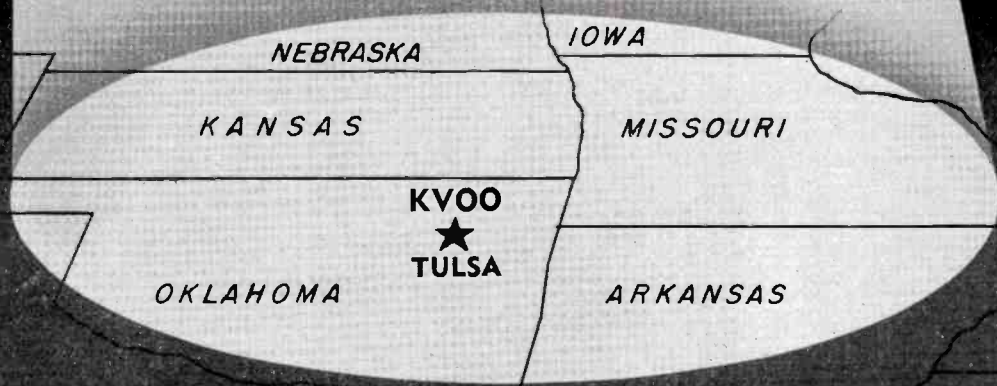 NEBRASKA
IOWA
KANSAS
MISSOURI
KVOO
TULSA
OKLAHOMA
ARKANSAS